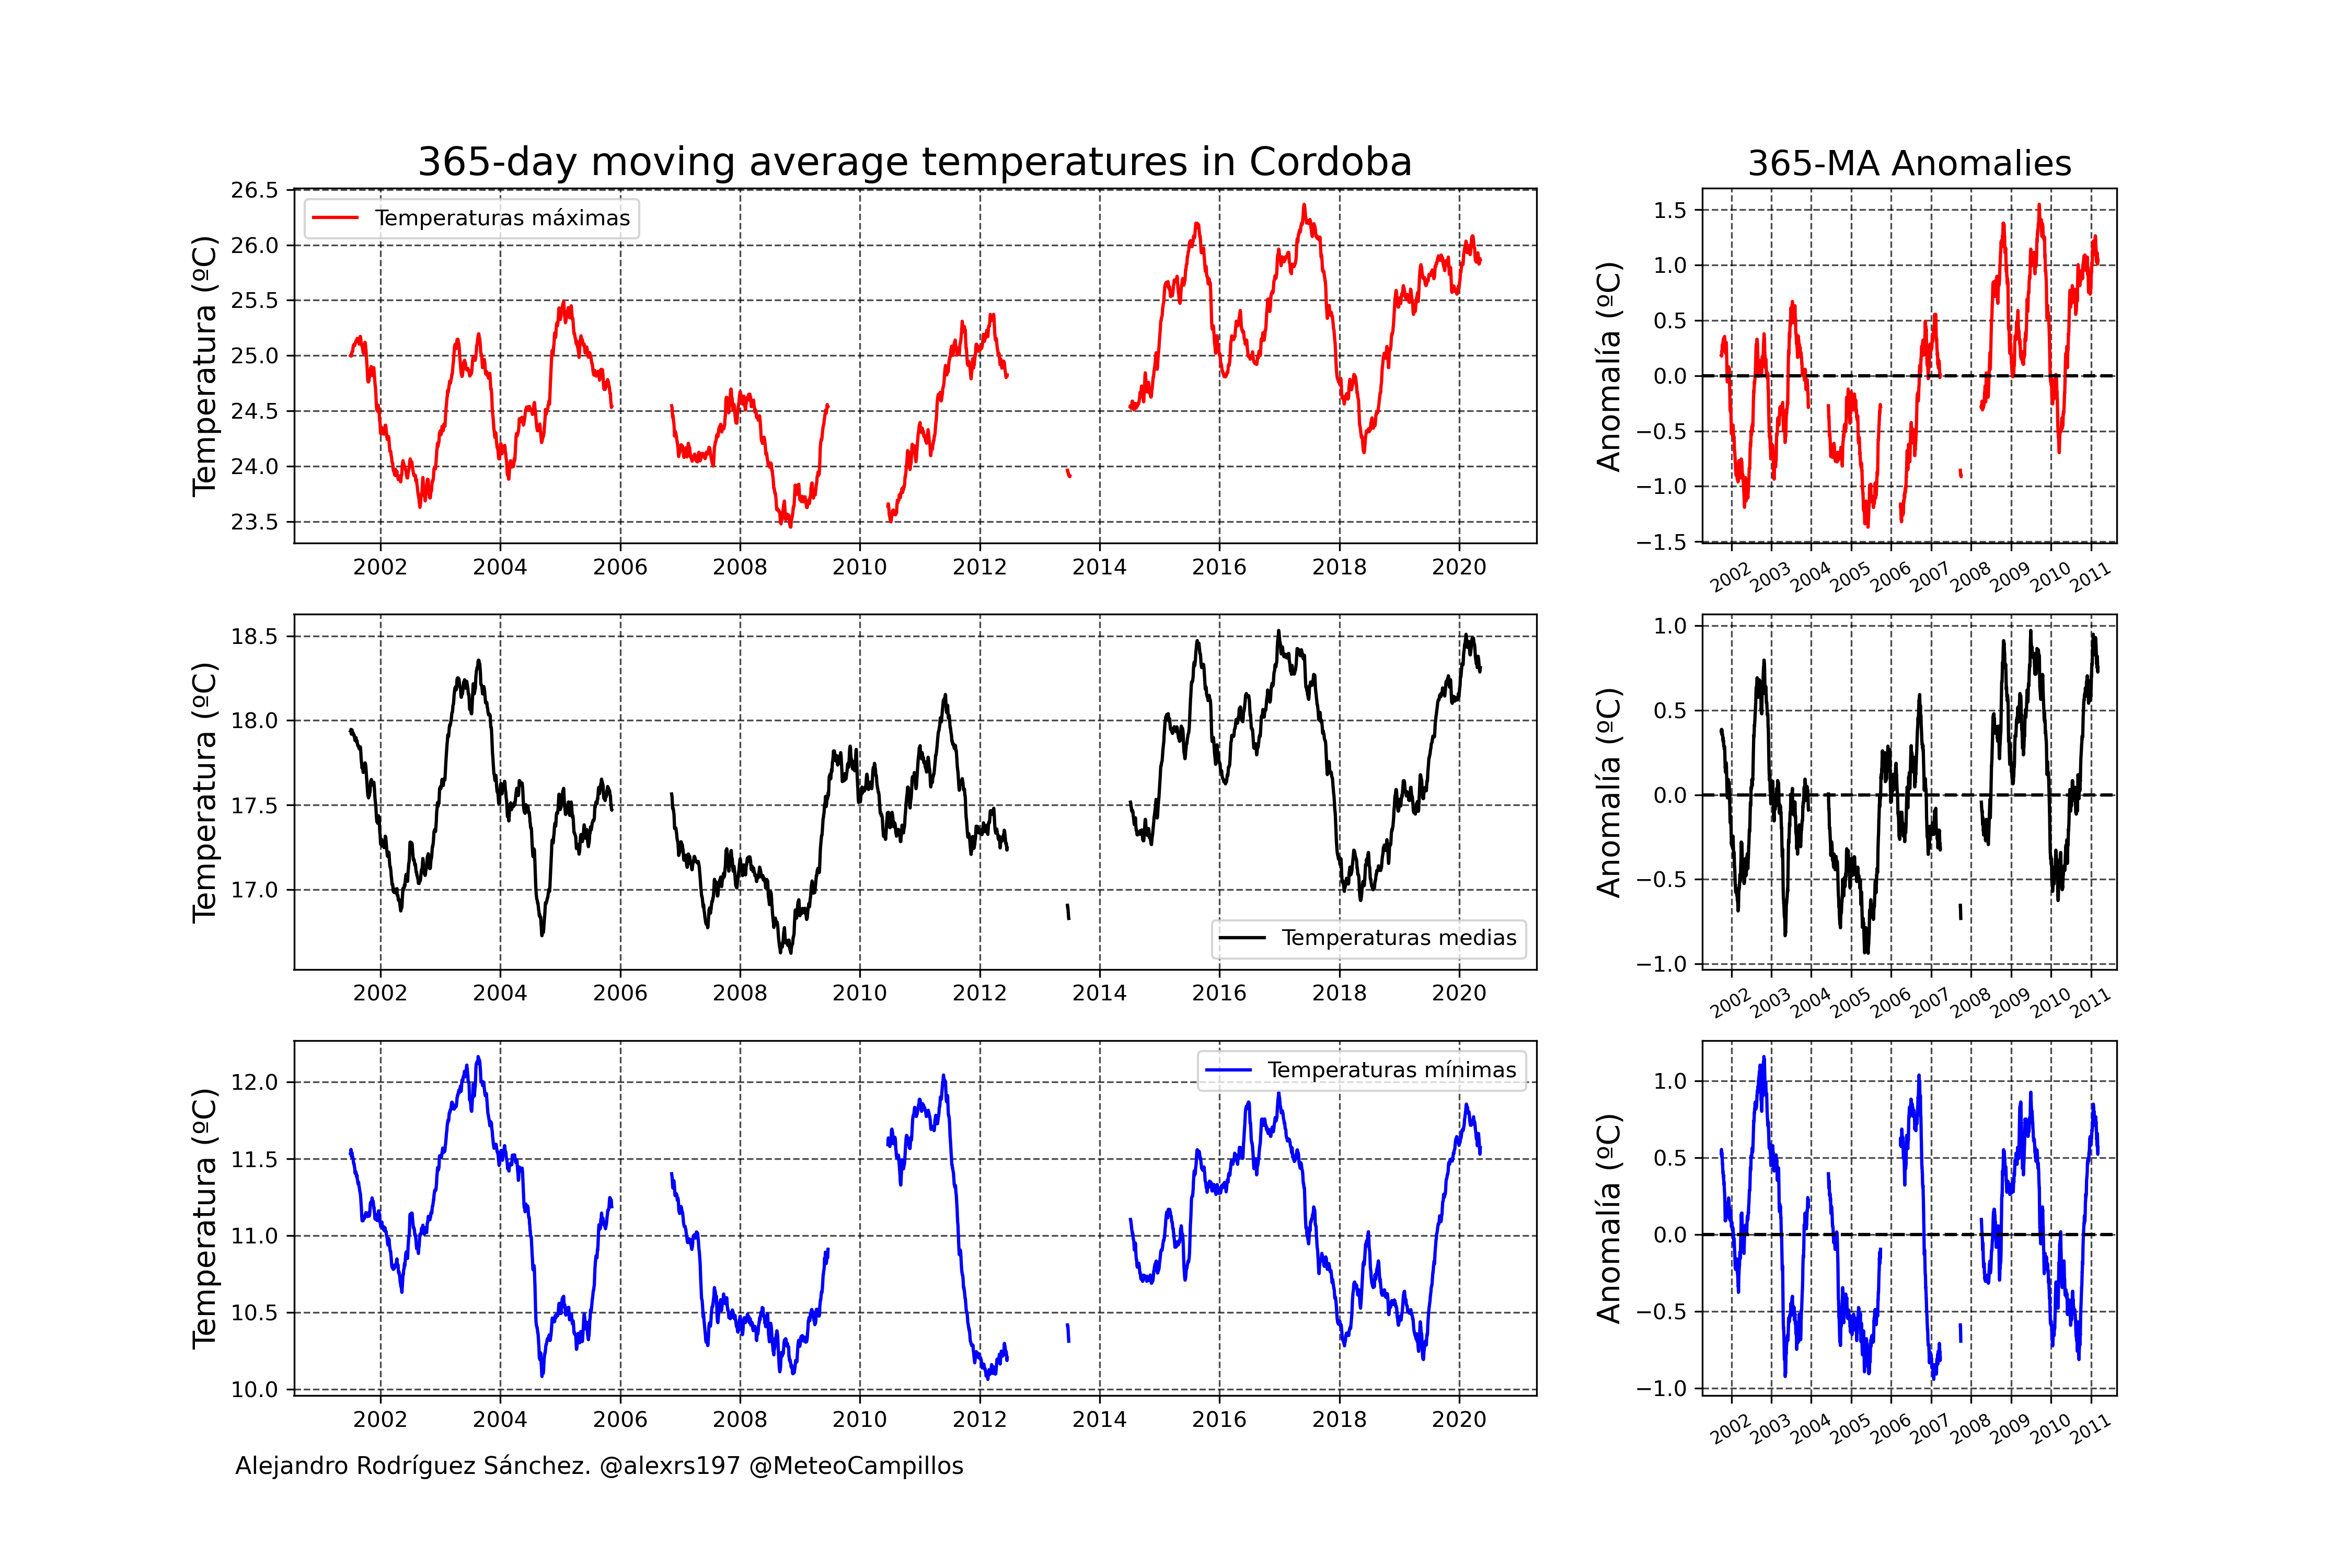 365-day moving average temperatures in Cordoba
365-MA Anomalies
Temperatura (ºC)
26.5
26.0
25.5
25.0
24.5
24.0
23.5
Temperaturas máximas
2002 2004 2006 2008 2010 2012 2014 2016 2018 2020
Anomalía (ºC)
1.5
1.0
0.5
0.0
−0.5
−1.0
−1.5
2002 2003 2004 2005 2006 2007 2008 2009 2010 2011
Temperatura (ºC)
18.5
18.0
17.5
17.0
Temperaturas medias
2002 2004 2006 2008 2010 2012 2014 2016 2018 2020
Anomalía (ºC)
1.0
0.5
0.0
−0.5
−1.0
2002 2003 2004 2005 2006 2007 2008 2009 2010 2011
Temperatura (ºC)
12.0
11.5
11.0
10.5
10.0
Temperaturas mínimas
2002 2004 2006 2008 2010 2012 2014 2016 2018 2020
Anomalía (ºC)
1.0
0.5
0.0
−0.5
−1.0
2002 2003 2004 2005 2006 2007 2008 2009 2010 2011
Alejandro Rodríguez Sánchez. @alexrs197 @MeteoCampillos